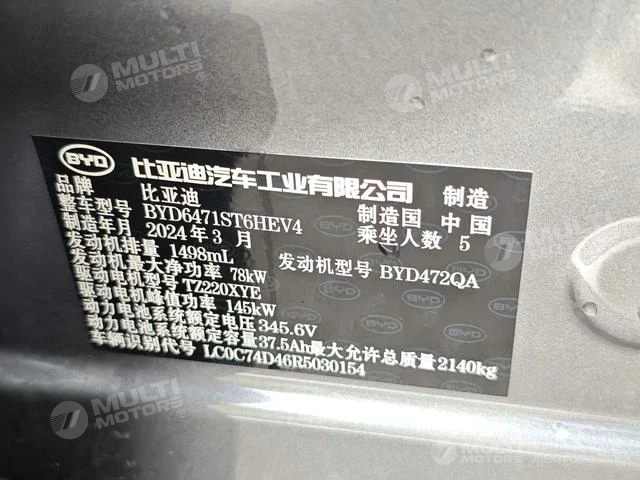 MULTI MOTORS
MULTI MOTORS
BYD 比亚迪汽车工业有限公司 制造
品牌 比亚迪
整车型号 BYD6471ST6HEV4 制造国 中国
制造年月 2024年3月 乘坐人数 5
发动机排量 1498mL
发动机最大净功率 78kW 发动机型号 BYD472QA
驱动电机型号 TZ220XYE
驱动电机峰值功率 145kW
动力电池系统额定电压 345.6V
动力电池系统额定容量 37.5Ah 最大允许总质量 2140kg
车辆识别代号 LC0C74D46R5030154
MULTI MOTORS
MULTI MOTORS